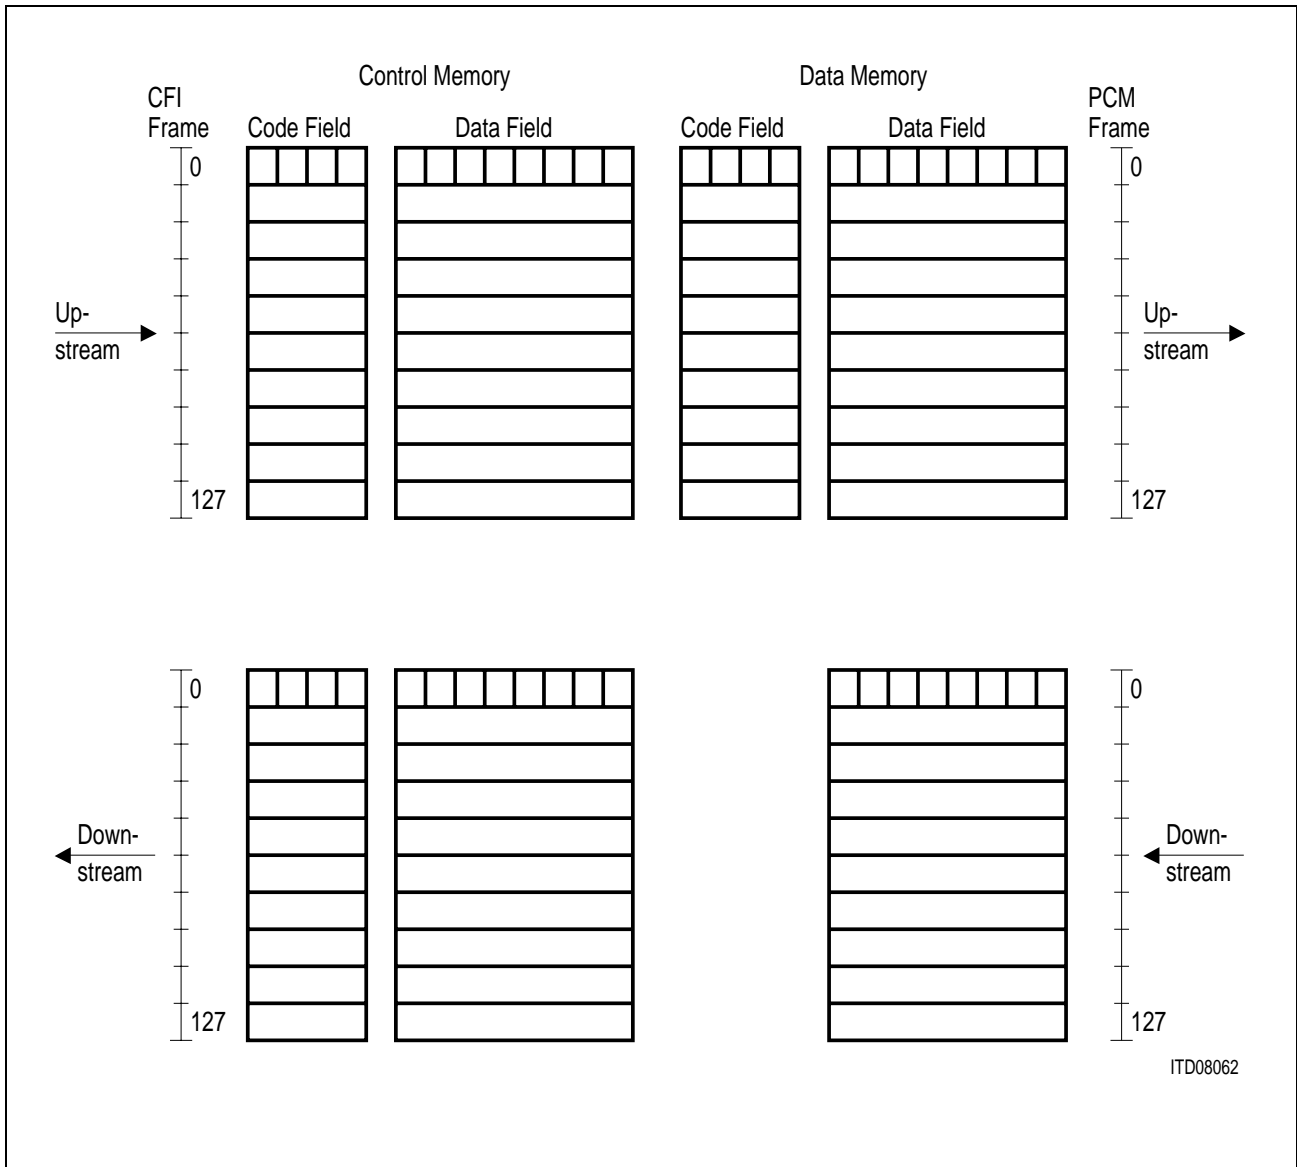 Control Memory
Data Memory
CFI
Frame
Code Field
Data Field
Code Field
Data Field
PCM
Frame
0
0
Up-
stream
Up-
stream
127
127
0
0
Down-
stream
Down-
stream
127
127
ITD08062